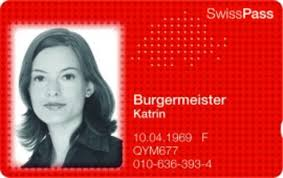 SwissPass
Burgermeister
Katrin
10.04.1969 F
QYM677
010-636-393-4